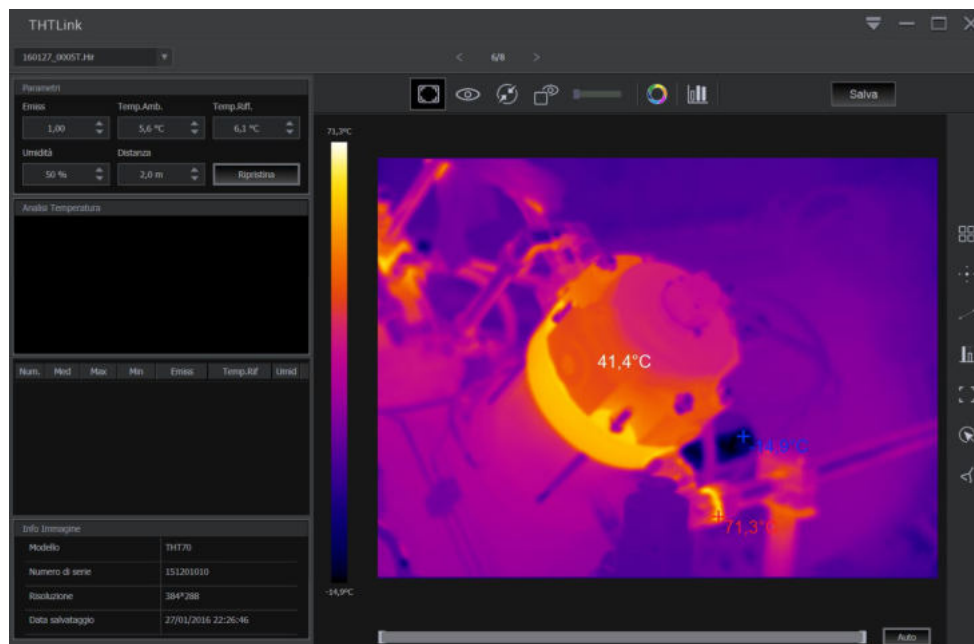 THTLink
160127_0005T.Hir
6/8
Parametri
Emiss Temp.Amb. Temp.Rifl.
1,00 5,6 °C 6,1 °C
Umidità Distanza
50 % 2,0 m Ripristina
Salva
Analisi Temperatura
71,3°C
41,4°C
-14,9°C
71,3°C
-14,9°C
Num. Med Max Min Emiss Temp.Rif Umid
Info Immagine
Modello THT70
Numero di serie 151201010
Risoluzione 384*288
Data salvataggio 27/01/2016 22:26:46
Auto